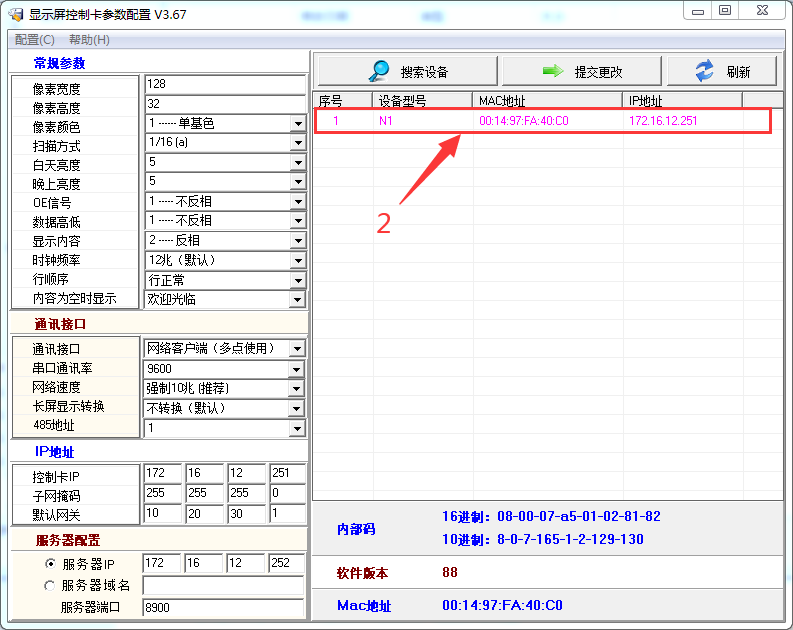 显示屏控制卡参数配置 V3.67
配置(C) 帮助(H)
常规参数
像素宽度 128
像素高度 32
像素颜色 1 ----- 单基色
扫描方式 1/16 (a)
白天亮度 5
晚上亮度 5
OE信号 1 ---- 不反相
数据高低 1 ---- 不反相
显示内容 2 ---- 反相
时钟频率 12兆（默认）
行顺序 行正常
内容为空时显示 欢迎光临
通讯接口
通讯接口 网络客户端（多点使用）
串口通讯率 9600
网络速度 强制10兆 (推荐)
长屏显示转换 不转换（默认）
485地址 1
IP地址
控制卡IP 172 16 12 251
子网掩码 255 255 255 0
默认网关 10 20 30 1
服务器配置
服务器IP 172 16 12 252
服务器域名
服务器端口 8900
搜索设备 提交更改 刷新
序号 设备型号 MAC地址 IP地址
1 N1 00:14:97:FA:40:C0 172.16.12.251
2
内部码
16进制：08-00-07-a5-01-02-81-82
10进制：8-0-7-165-1-2-129-130
软件版本 88
Mac地址 00:14:97:FA:40:C0